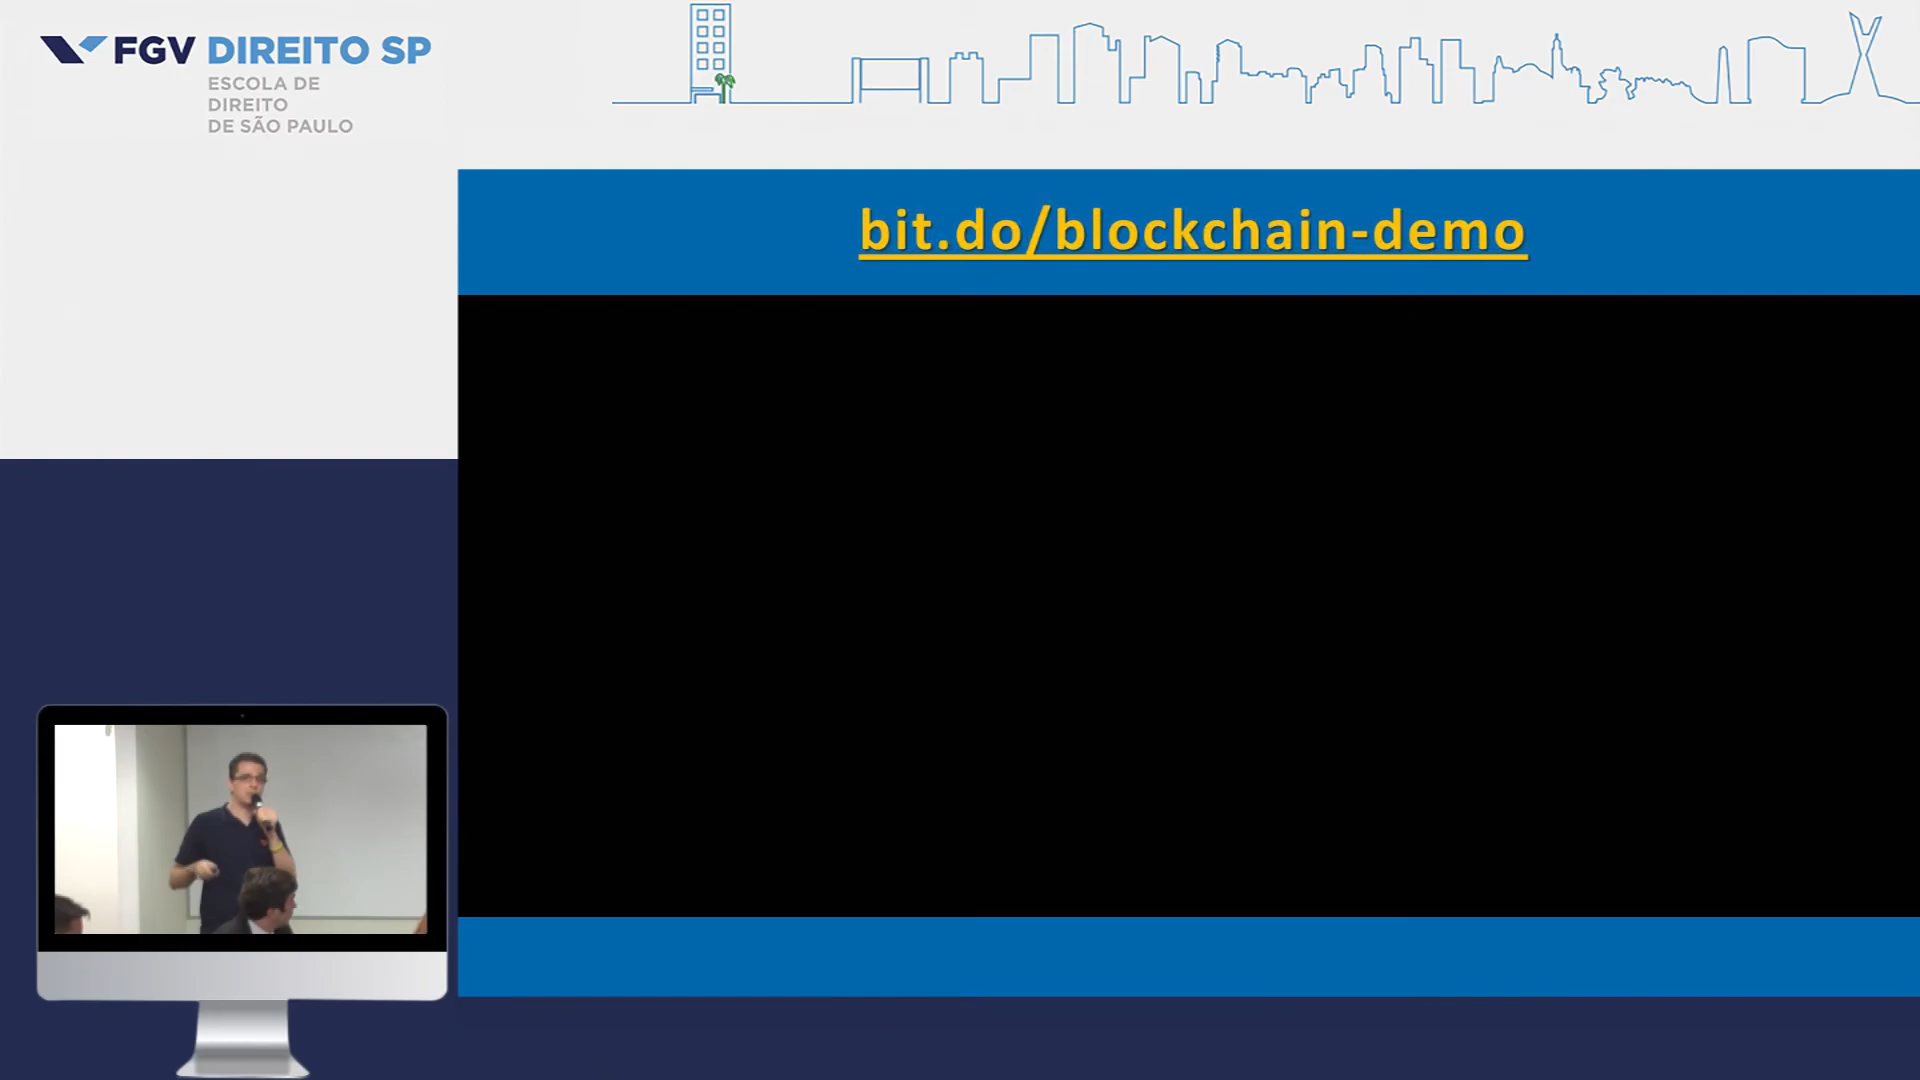 FGV DIREITO SP
ESCOLA DE
DIREITO
DE SÃO PAULO
bit.do/blockchain-demo